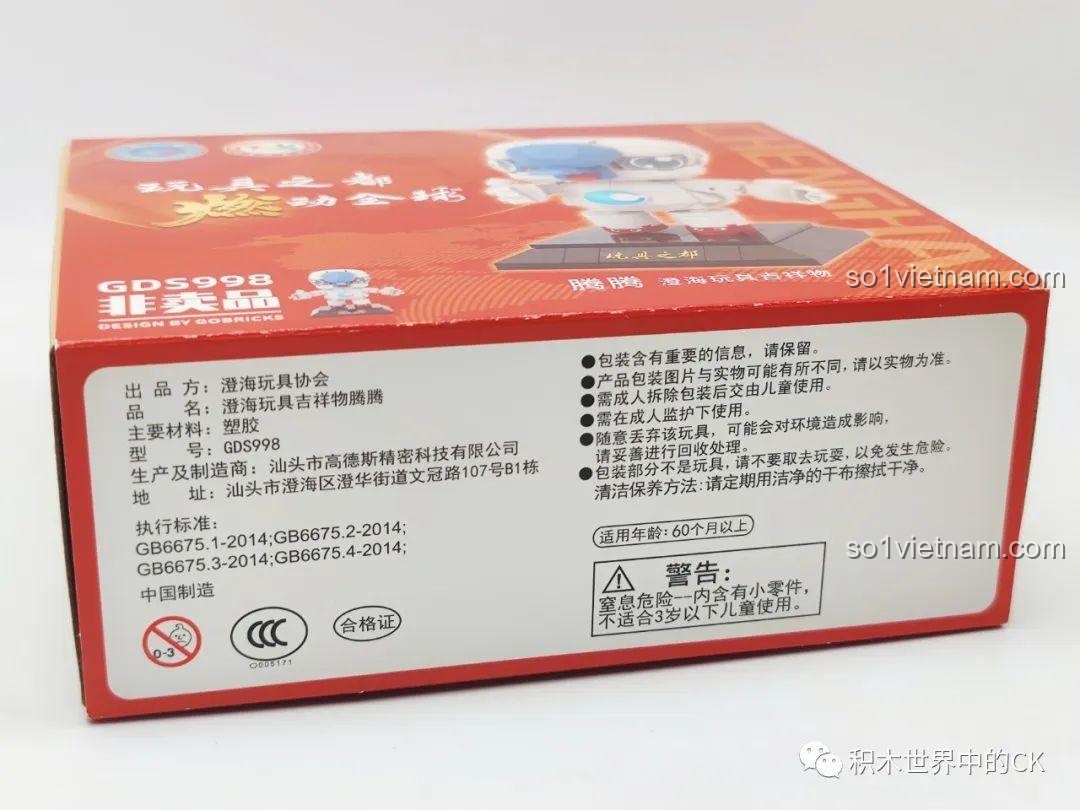 玩具之都
燃动全球
CHENGHA
GDS998
非卖品
DESIGN BY GOBRICKS
玩具之都
腾腾 澄海玩具吉祥物
so1vietnam.com
出品方：澄海玩具协会
品名：澄海玩具吉祥物腾腾
主要材料：塑胶
型号：GDS998
生产及制造商：汕头市高德斯精密科技有限公司
地址：汕头市澄海区澄华街道文冠路107号B1栋
执行标准：
GB6675.1-2014;GB6675.2-2014;
GB6675.3-2014;GB6675.4-2014;
中国制造
0-3
CCC
O005171
合格证
●包装含有重要的信息，请保留。
●产品包装图片与实物可能有所不同，请以实物为准。
●需成人拆除包装后交由儿童使用。
●需在成人监护下使用。
●随意丢弃该玩具，可能会对环境造成影响，
请妥善进行回收处理。
●包装部分不是玩具，请不要取去玩耍，以免发生危险。
清洁保养方法：请定期用洁净的干布擦拭干净。
适用年龄：60个月以上
so1vietnam.com
警告：
窒息危险--内含有小零件，
不适合3岁以下儿童使用。
积木世界中的CK